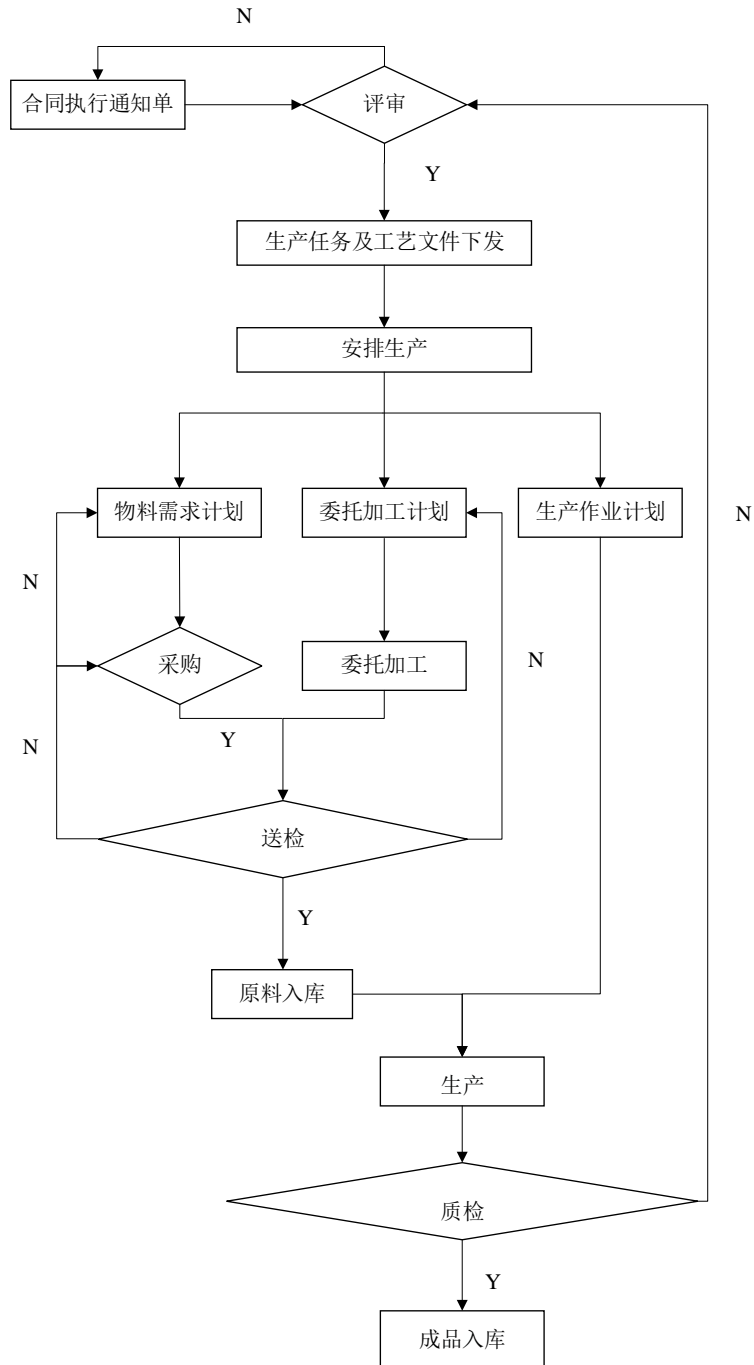 N
合同执行通知单
评审
Y
生产任务及工艺文件下发
安排生产
物料需求计划
委托加工计划
生产作业计划
N
N
采购
委托加工
N
Y
N
送检
Y
原料入库
生产
质检
Y
成品入库